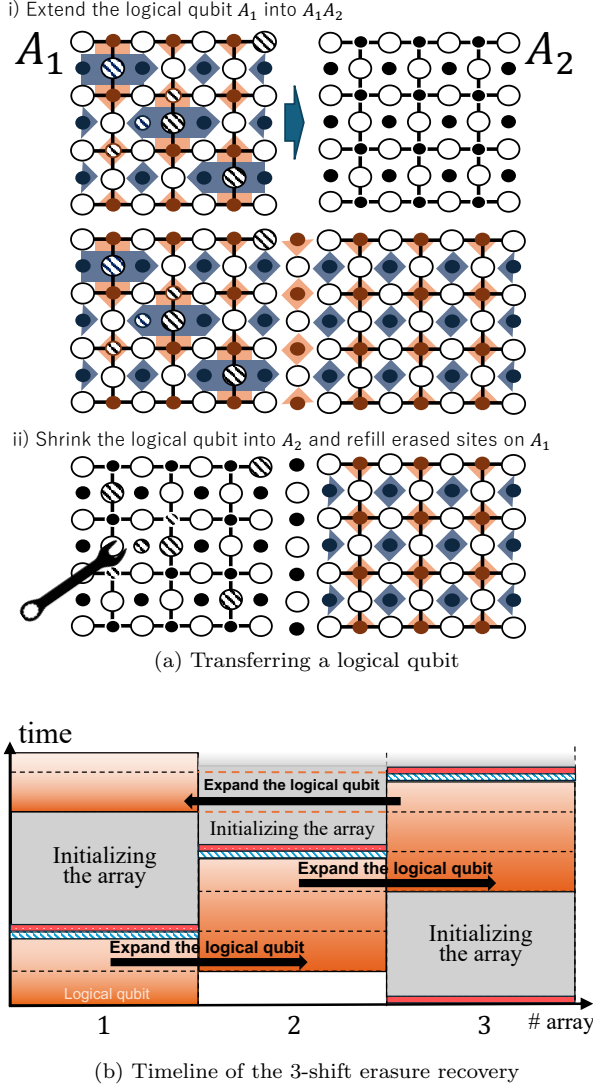 i) Extend the logical qubit A₁ into A₁A₂
A₁
A₂
ii) Shrink the logical qubit into A₂ and refill erased sites on A₁
(a) Transferring a logical qubit
time
Expand the logical qubit
Initializing the array
Initializing
the array
Expand the logical qubit
Expand the logical qubit
Initializing
the array
Logical qubit
1
2
3
# array
(b) Timeline of the 3-shift erasure recovery